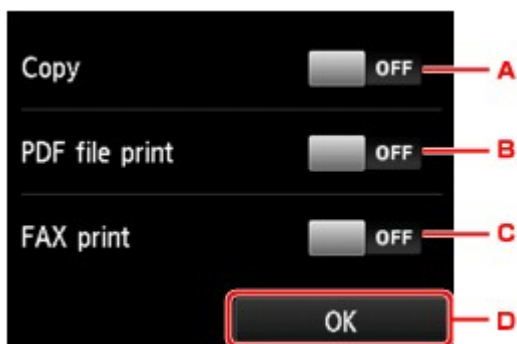 Copy OFF A
PDF file print OFF B
FAX print OFF C
OK D